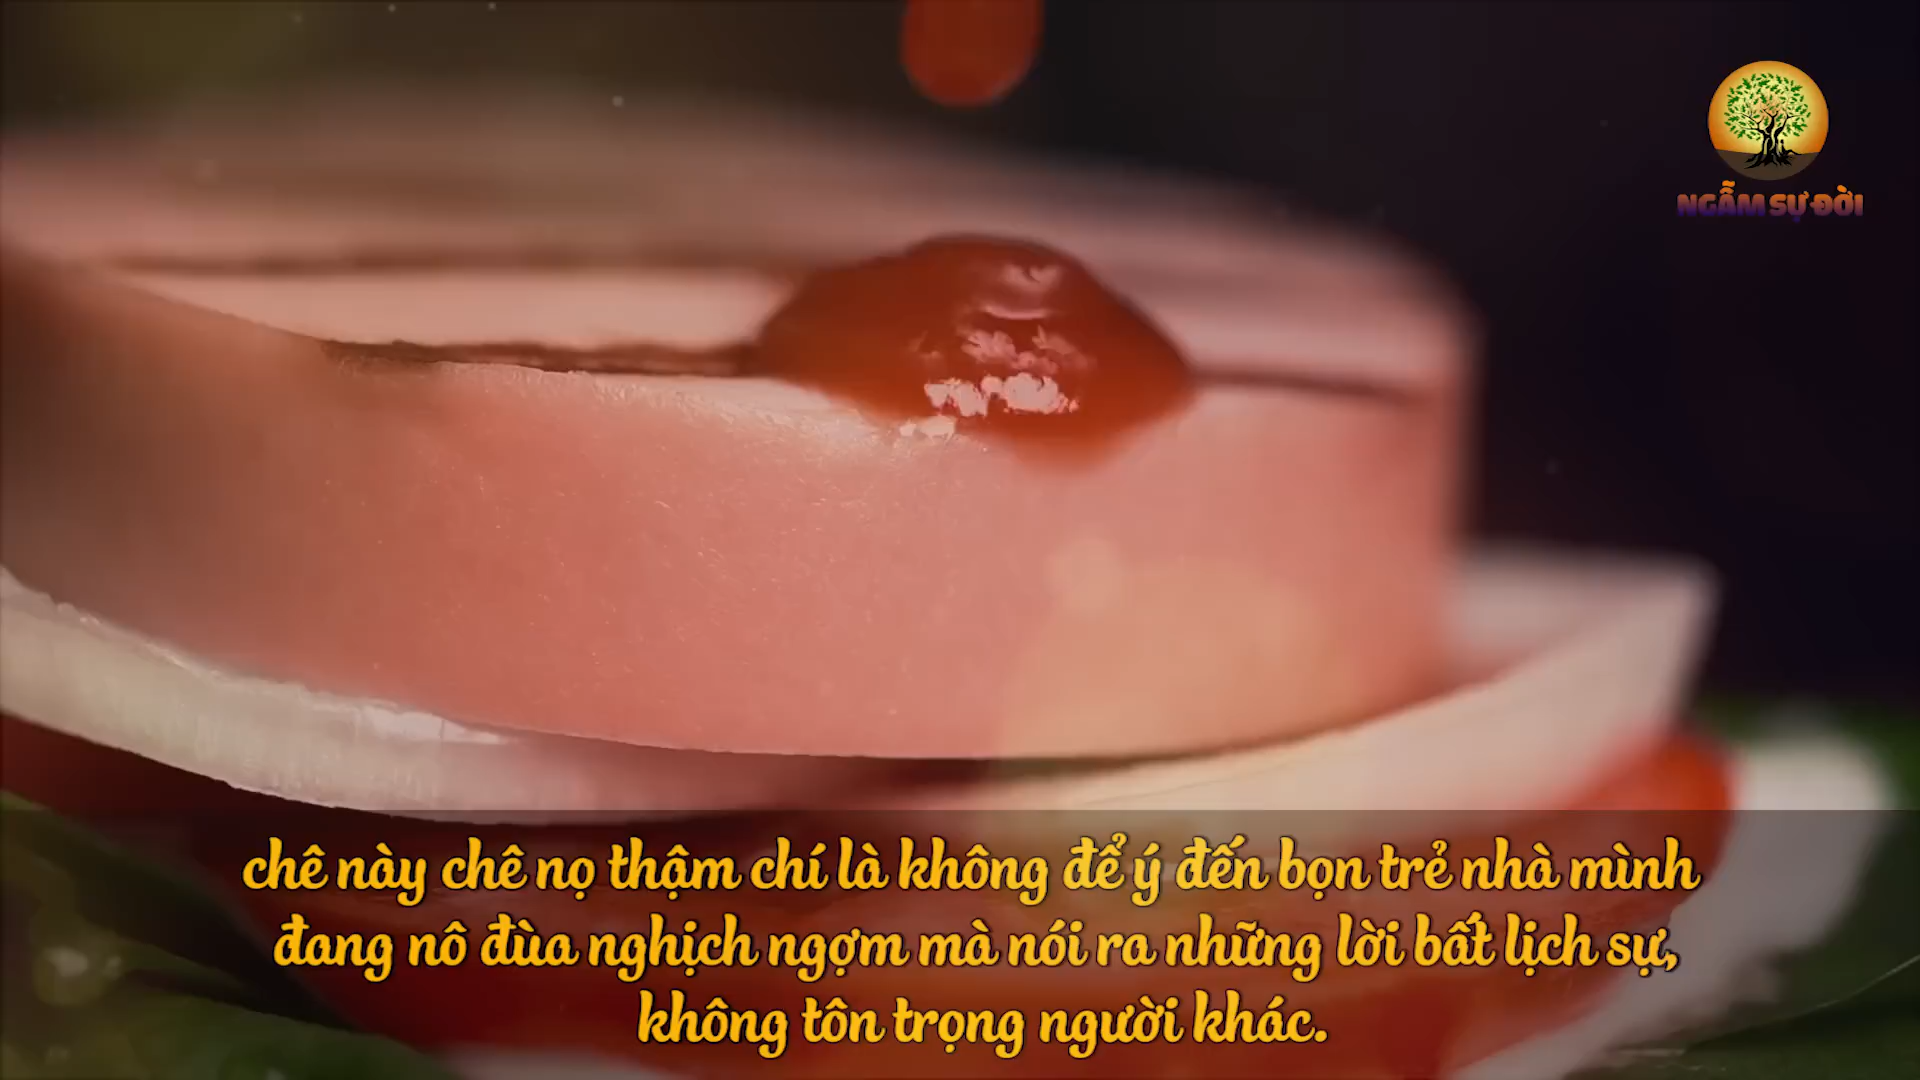 NGẪM SỰ ĐỜI
chê này chê nọ thậm chí là không để ý đến bọn trẻ nhà mình
đang nô đùa nghịch ngợm mà nói ra những lời bất lịch sự,
không tôn trọng người khác.